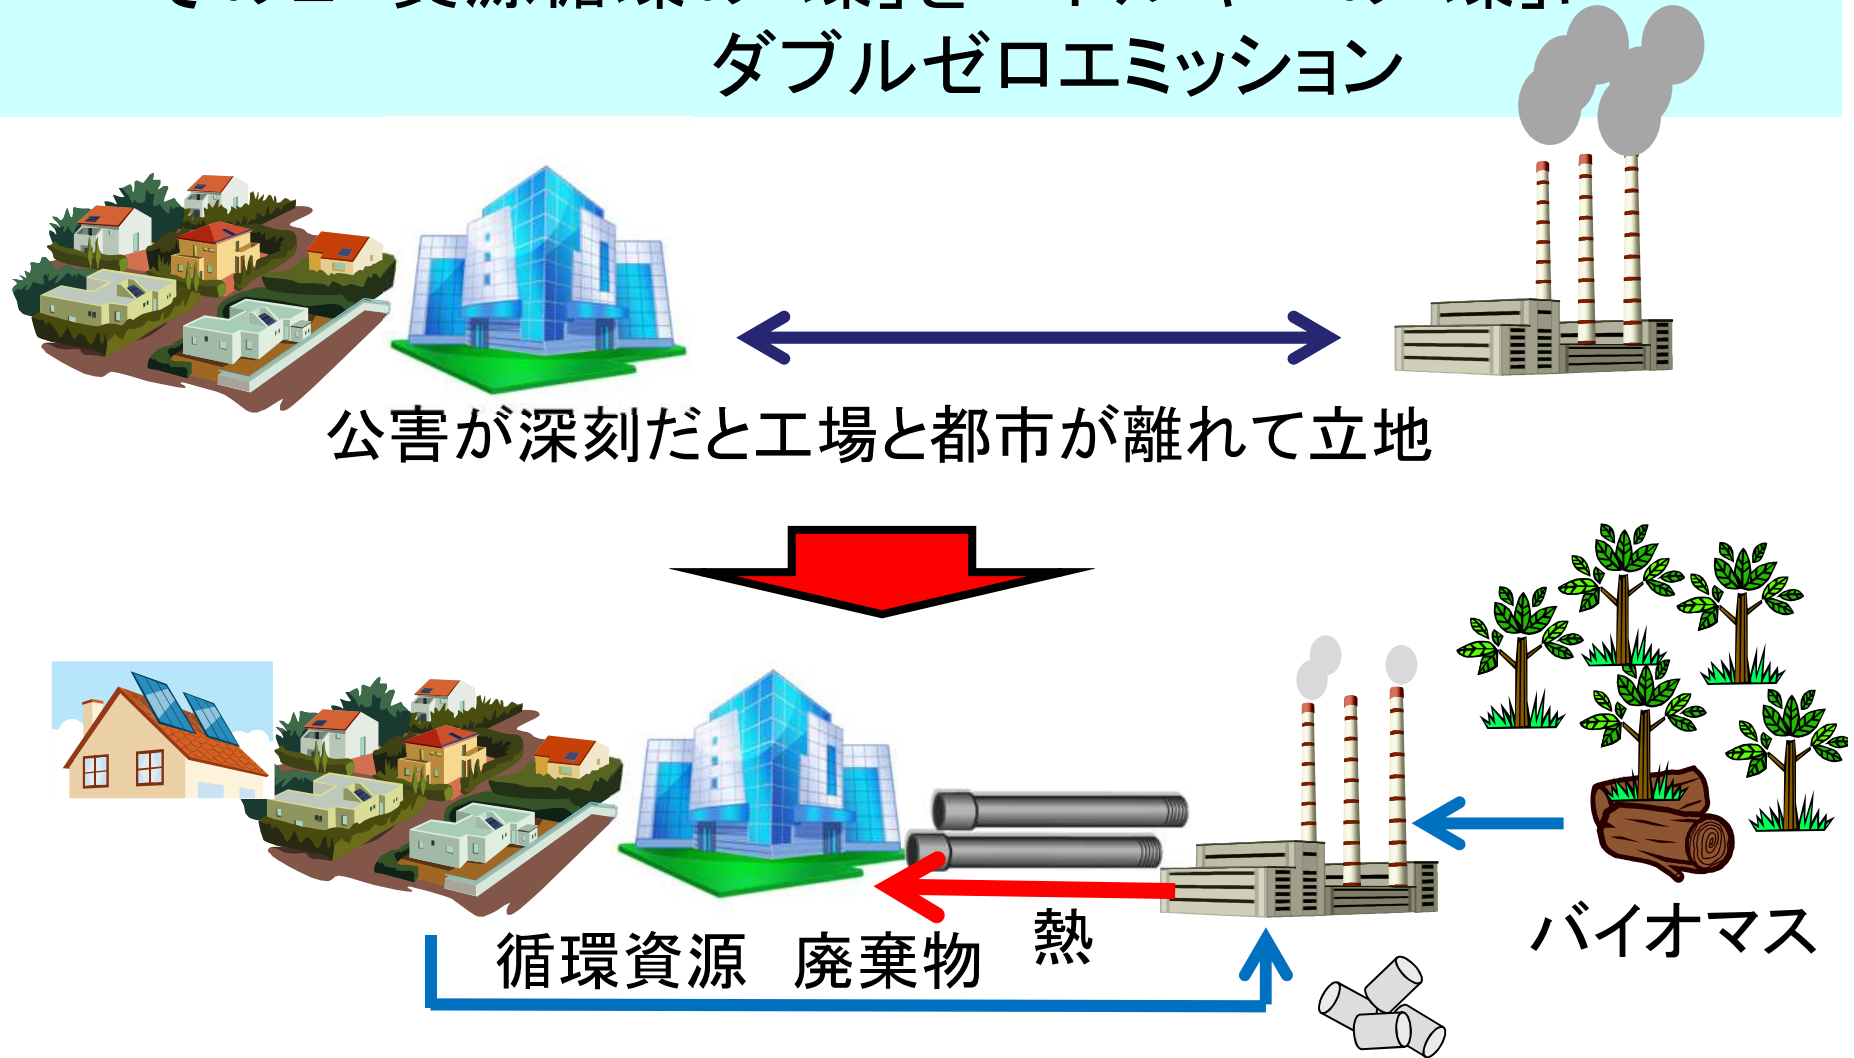 ダブルゼロエミッション
公害が深刻だと工場と都市が離れて立地
循環資源　廃棄物
熱
バイオマス